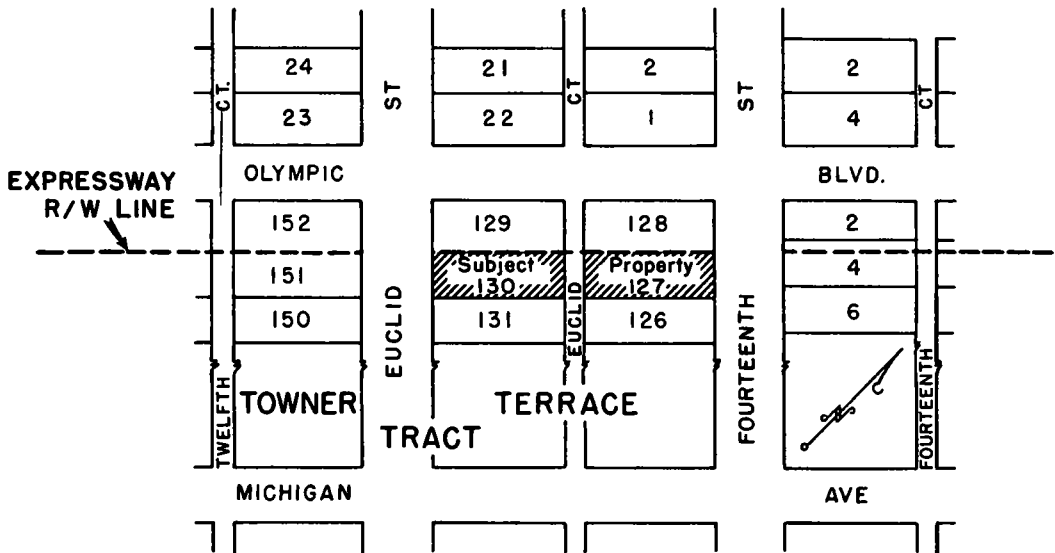 24 21 2 2
CT. ST CT ST CT
23 22 1 4
OLYMPIC BLVD.
EXPRESSWAY
R/W LINE
152 129 128 2
Subject Property
151 130 127 4
150 131 126 6
EUCLID EUCLID
TOWNER TERRACE
TRACT
TWELFTH FOURTEENTH FOURTEENTH
MICHIGAN AVE